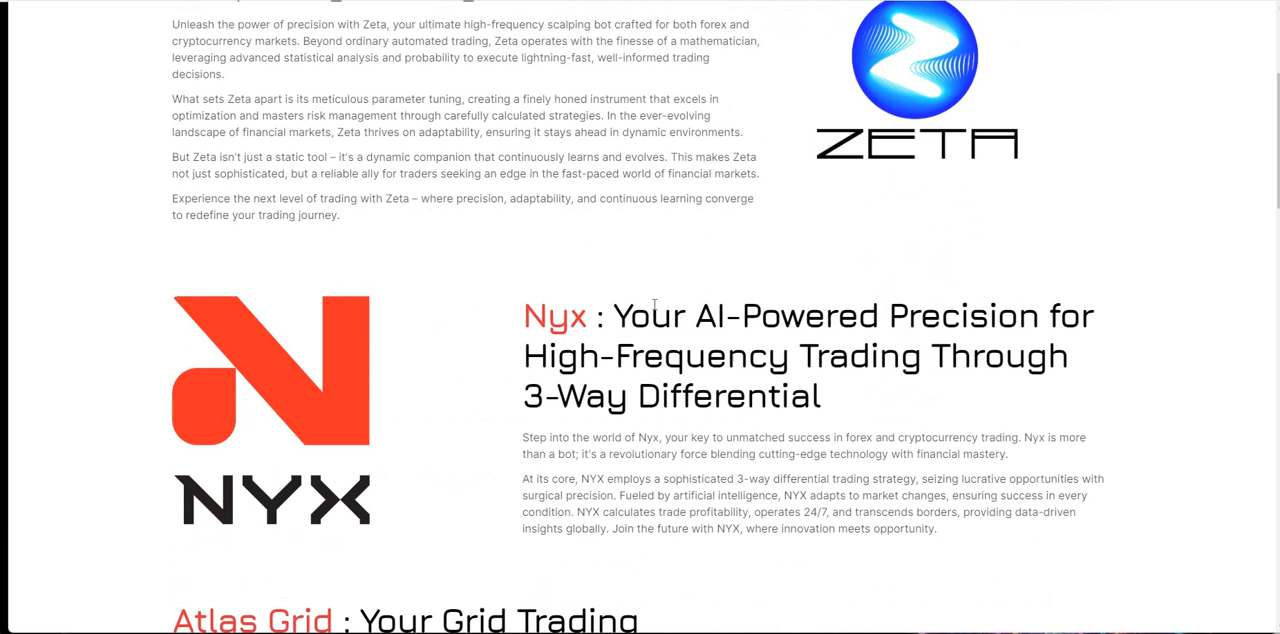 Unleash the power of precision with Zeta, your ultimate high-frequency scalping bot crafted for both forex and
cryptocurrency markets. Beyond ordinary automated trading, Zeta operates with the finesse of a mathematician,
leveraging advanced statistical analysis and probability to execute lightning-fast, well-informed trading
decisions.
What sets Zeta apart is its meticulous parameter tuning, creating a finely honed instrument that excels in
optimization and masters risk management through carefully calculated strategies. In the ever-evolving
landscape of financial markets, Zeta thrives on adaptability, ensuring it stays ahead in dynamic environments.
But Zeta isn't just a static tool – it's a dynamic companion that continuously learns and evolves. This makes Zeta
not just sophisticated, but a reliable ally for traders seeking an edge in the fast-paced world of financial markets.
Experience the next level of trading with Zeta – where precision, adaptability, and continuous learning converge
to redefine your trading journey.
ZETA
NYX
Nyx : Your AI-Powered Precision for
High-Frequency Trading Through
3-Way Differential
Step into the world of Nyx, your key to unmatched success in forex and cryptocurrency trading. Nyx is more
than a bot; it's a revolutionary force blending cutting-edge technology with financial mastery.
At its core, NYX employs a sophisticated 3-way differential trading strategy, seizing lucrative opportunities with
surgical precision. Fueled by artificial intelligence, NYX adapts to market changes, ensuring success in every
condition. NYX calculates trade profitability, operates 24/7, and transcends borders, providing data-driven
insights globally. Join the future with NYX, where innovation meets opportunity.
Atlas Grid : Your Grid Trading